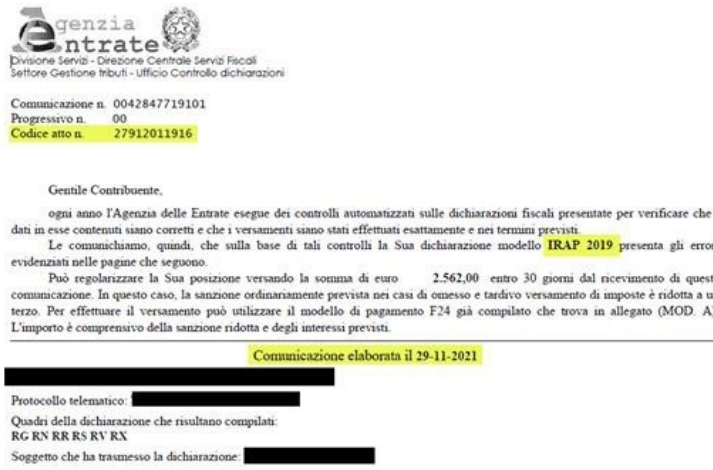 Agenzia
Entrate
Divisione Servizi - Direzione Centrale Servizi Fiscali
Settore Gestione tributi - Ufficio Controllo dichiarazioni
Comunicazione n. 0042847719101
Progressivo n. 00
Codice atto n. 27912011916
Gentile Contribuente,
ogni anno l'Agenzia delle Entrate esegue dei controlli automatizzati sulle dichiarazioni fiscali presentate per verificare che
dati in esse contenuti siano corretti e che i versamenti siano stati effettuati esattamente e nei termini previsti.
Le comunichiamo, quindi, che sulla base di tali controlli la Sua dichiarazione modello IRAP 2019 presenta gli error
evidenziati nelle pagine che seguono.
Può regolarizzare la Sua posizione versando la somma di euro 2.562,00 entro 30 giorni dal ricevimento di quest
comunicazione. In questo caso, la sanzione ordinariamente prevista nei casi di omesso e tardivo versamento di imposte è ridotta a u
terzo. Per effettuare il versamento può utilizzare il modello di pagamento F24 già compilato che trova in allegato (MOD. A)
L'importo è comprensivo della sanzione ridotta e degli interessi previsti.
Comunicazione elaborata il 29-11-2021
Protocollo telematico:
Quadri della dichiarazione che risultano compilati:
RG RN RR RS RV RX
Soggetto che ha trasmesso la dichiarazione: